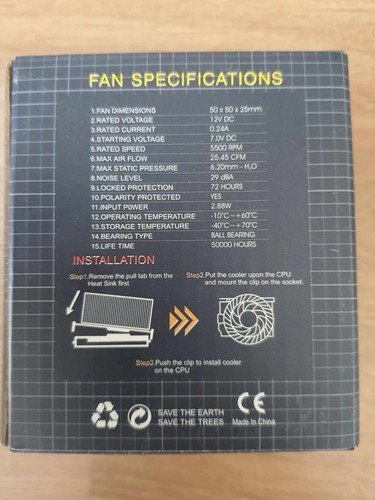 FAN SPECIFICATIONS
1.FAN DIMENSIONS 50 x 50 x 25mm
2.RATED VOLTAGE 12V DC
3.RATED CURRENT 0.24A
4.STARTING VOLTAGE 7.0V DC
5.RATED SPEED 5500 RPM
6.MAX AIR FLOW 25.45 CFM
7.MAX STATIC PRESSURE 6.20mm - H₂O
8.NOISE LEVEL 29 dBA
9.LOCKED PROTECTION 72 HOURS
10.POLARITY PROTECTED YES
11.INPUT POWER 2.88W
12.OPERATING TEMPERATURE -10°C~+60°C
13.STORAGE TEMPERATURE -40°C~+70°C
14.BEARING TYPE BALL BEARING
15.LIFE TIME 50000 HOURS
INSTALLATION
Step1.Remove the pull tab from the
Heat Sink first
Step2.Put the cooler upon the CPU
and mount the clip on the socket.
Step3.Push the clip to install cooler
on the CPU
SAVE THE EARTH
SAVE THE TREES
CE
Made In China